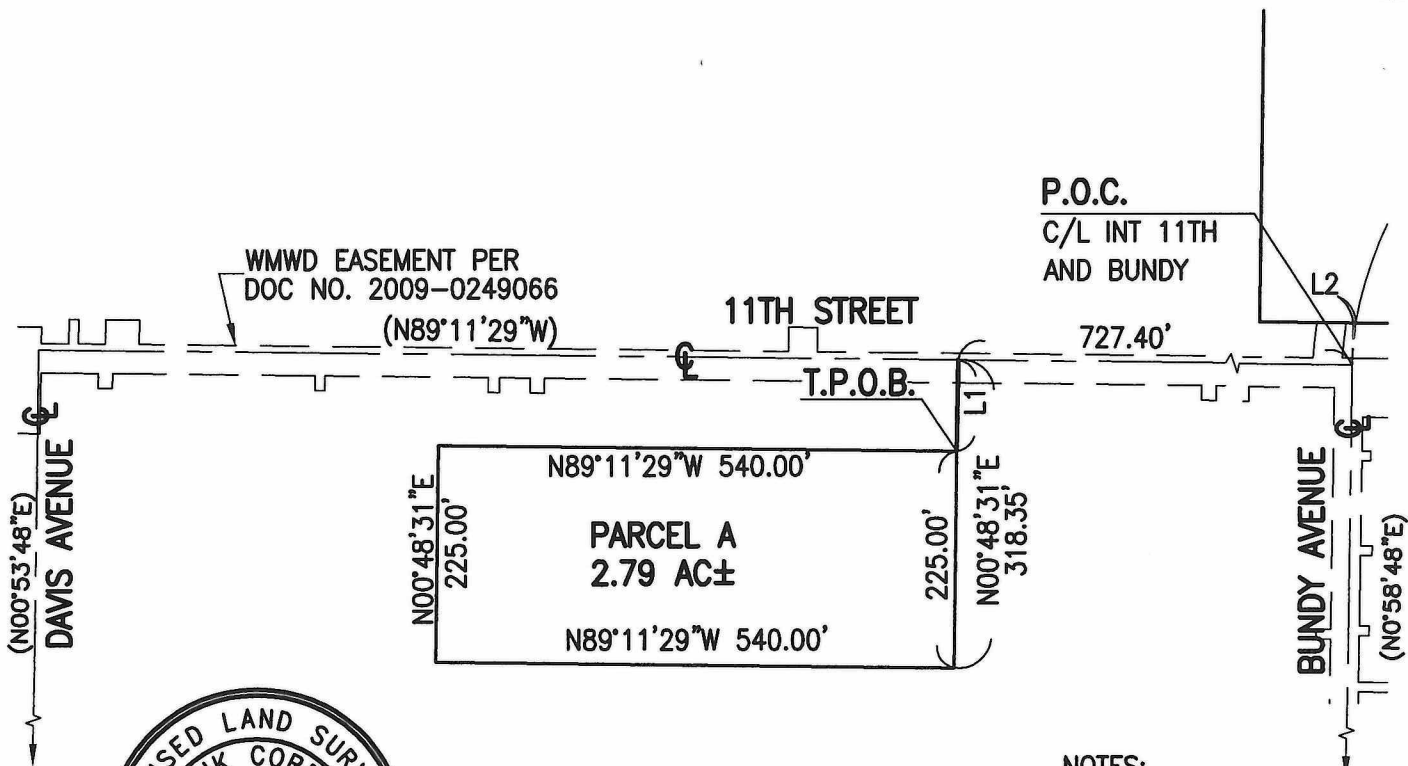 P.O.C.
C/L INT 11TH
AND BUNDY
WMWD EASEMENT PER
DOC NO. 2009-0249066
(N89°11'29"W)
11TH STREET
727.40'
L2
℄
T.P.O.B.
L1
N89°11'29"W 540.00'
N00°48'31"E
225.00'
PARCEL A
2.79 AC±
225.00'
N00°48'31"E
318.35'
N89°11'29"W 540.00'
℄
(N00°53'48"E)
DAVIS AVENUE
℄
BUNDY AVENUE
(N0°58'48"E)
LAND
NOTES: